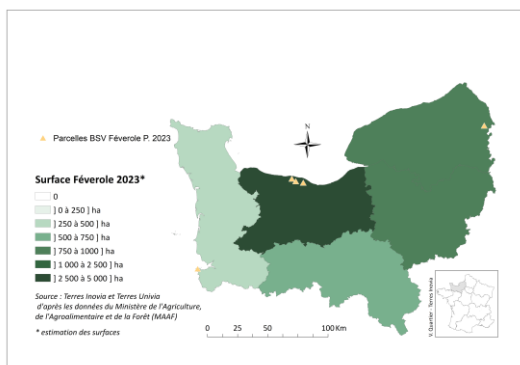 N
Parcelles BSV Féverole P. 2023
Surface Féverole 2023*
0
] 0 à 250 ] ha
] 250 à 500 ] ha
] 500 à 750 ] ha
] 750 à 1000 ] ha
] 1 000 à 2 500 ] ha
] 2 500 à 5 000 ] ha
Source : Terres Inovia et Terres Univia
d'après les données du Ministère de l'Agriculture,
de l'Agroalimentaire et de la Forêt (MAAF)
* estimation des surfaces
0 25 50 100 Km
V. Quartier - Terres Inovia